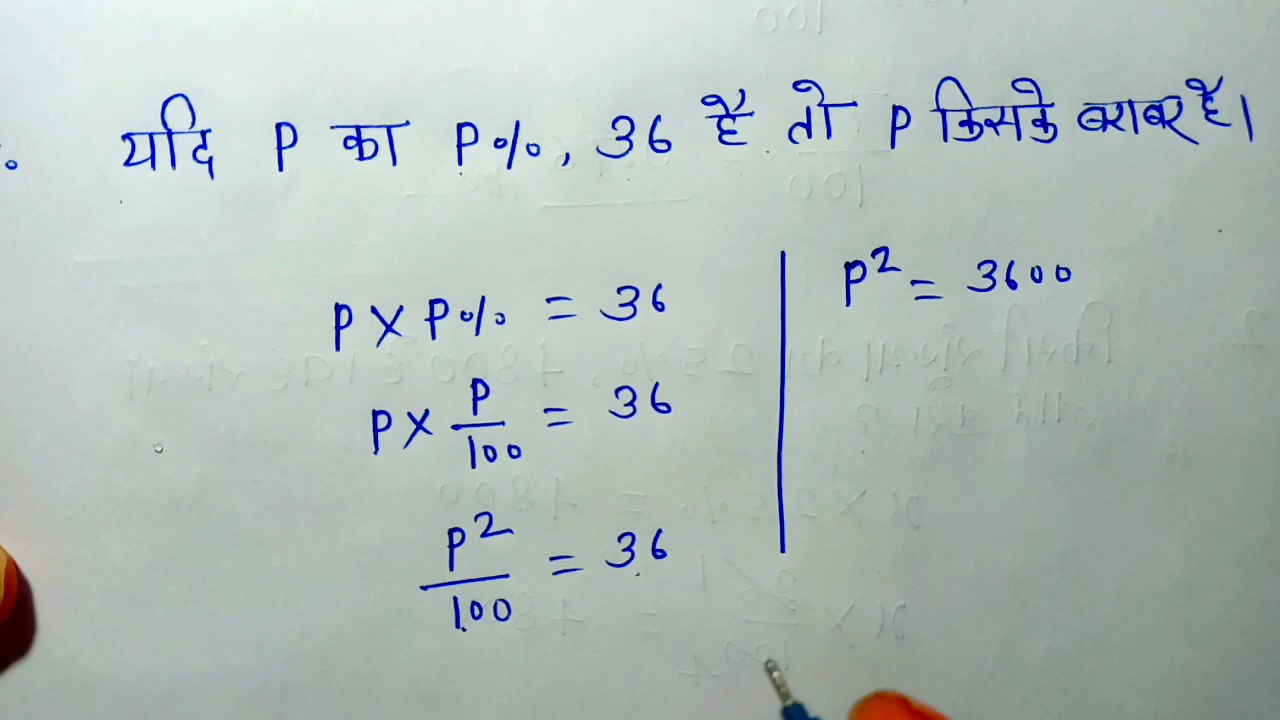 यदि P का P%, 36 है तो P किसके बराबर है।
P × P% = 36
P × P/100 = 36
P²/100 = 36
P² = 3600